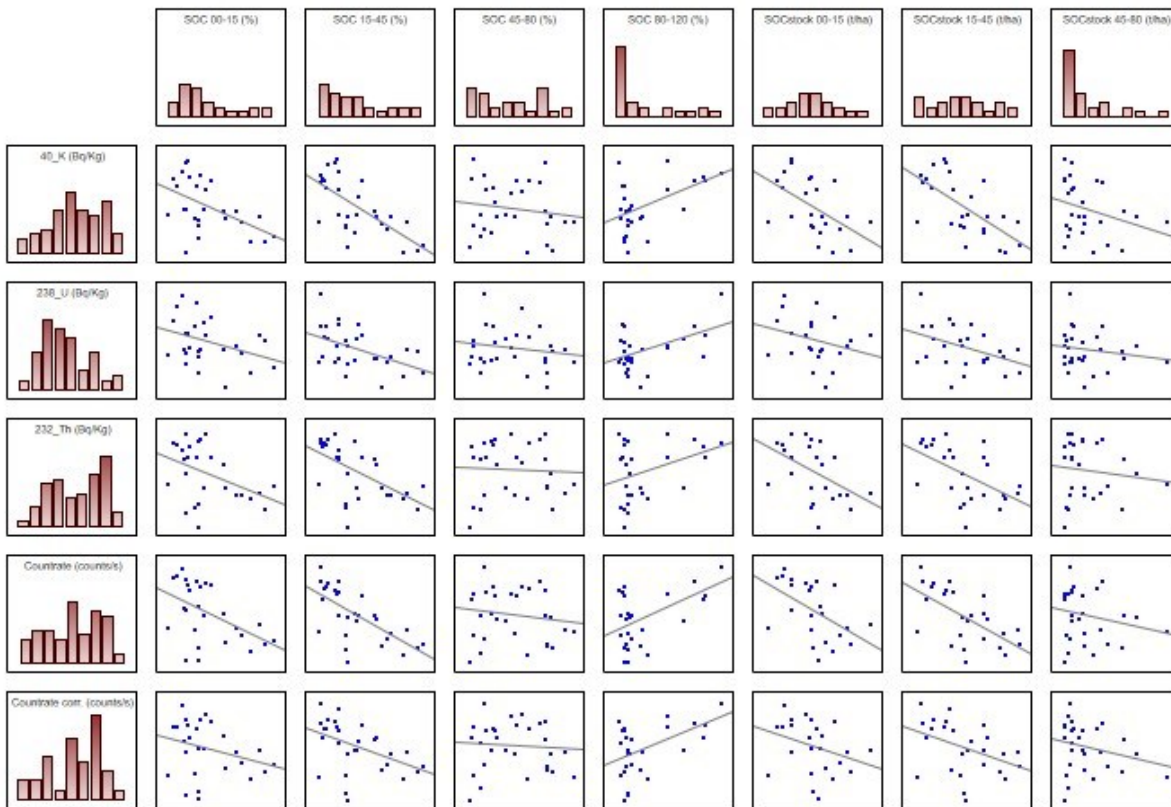 SOC 00-15 (%)
SOC 15-45 (%)
SOC 45-80 (%)
SOC 80-120 (%)
SOCstock 00-15 (t/ha)
SOCstock 15-45 (t/ha)
SOCstock 45-80 (t/ha)
40_K (Bq/Kg)
238_U (Bq/Kg)
232_Th (Bq/Kg)
Countrate (counts/s)
Countrate corr. (counts/s)